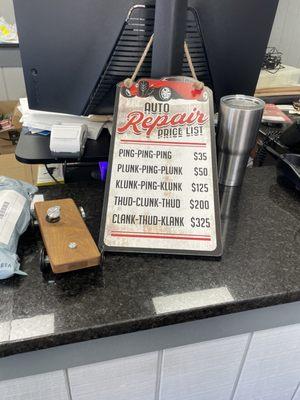 AUTO
Repair
PRICE LIST
PING-PING-PING $35
PLUNK-PING-PLUNK $50
KLUNK-PING-KLUNK $125
THUD-CLUNK-THUD $200
CLANK-THUD-KLANK $325